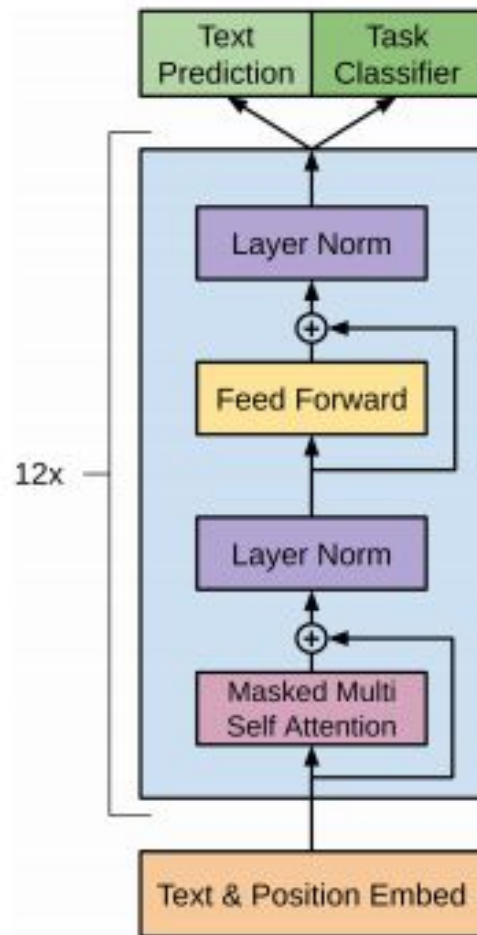 Text
Prediction
Task
Classifier
Layer Norm
+
Feed Forward
12x
Layer Norm
+
Masked Multi
Self Attention
Text & Position Embed